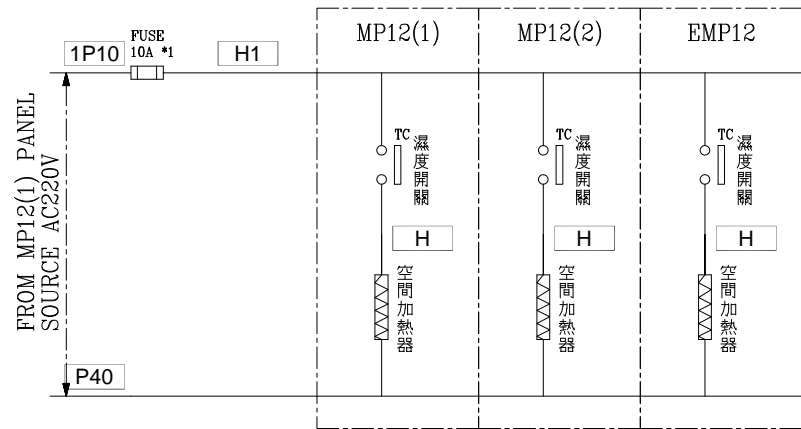 FUSE
10A *1
1P10
H1
MP12(1)
MP12(2)
EMP12
FROM MP12(1) PANEL
SOURCE AC220V
TC
濕度開關
H
空間加熱器
TC
濕度開關
H
空間加熱器
TC
濕度開關
H
空間加熱器
P40